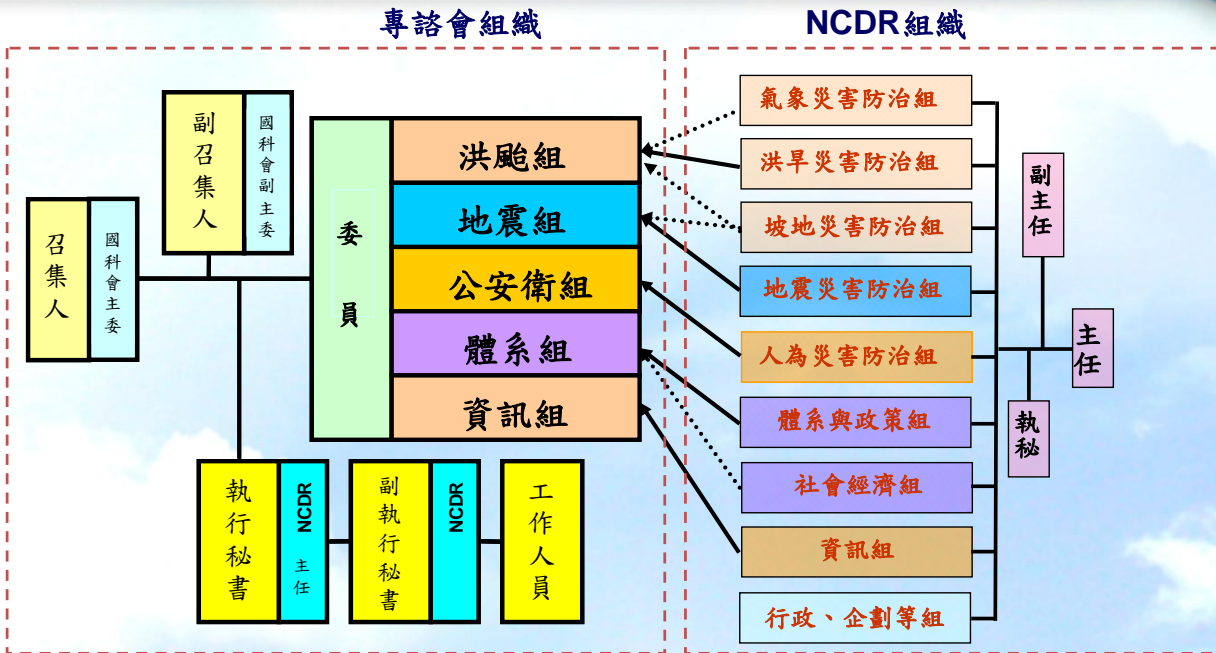 專諮會組織
NCDR組織
召集人
國科會主委
副召集人
國科會副主委
委員
洪颱組
地震組
公安衛組
體系組
資訊組
執行秘書
NCDR 主任
副執行秘書
NCDR
工作人員
氣象災害防治組
洪旱災害防治組
坡地災害防治組
地震災害防治組
人為災害防治組
體系與政策組
社會經濟組
資訊組
行政、企劃等組
副主任
主任
執秘